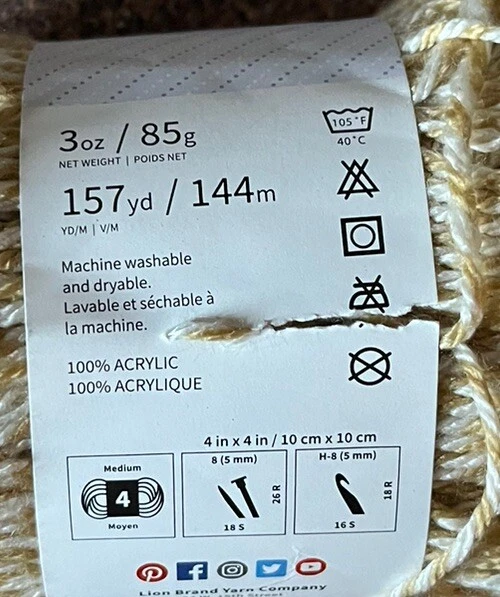 3oz / 85g
NET WEIGHT | POIDS NET
157yd / 144m
YD/M | V/M
Machine washable
and dryable.
Lavable et séchable à
la machine.
100% ACRYLIC
100% ACRYLIQUE
105°F
40°C
4 in x 4 in / 10 cm x 10 cm
Medium
4
Moyen
8 (5 mm)
26 R
18 S
H-8 (5 mm)
18 R
16 S
Lion Brand Yarn Company